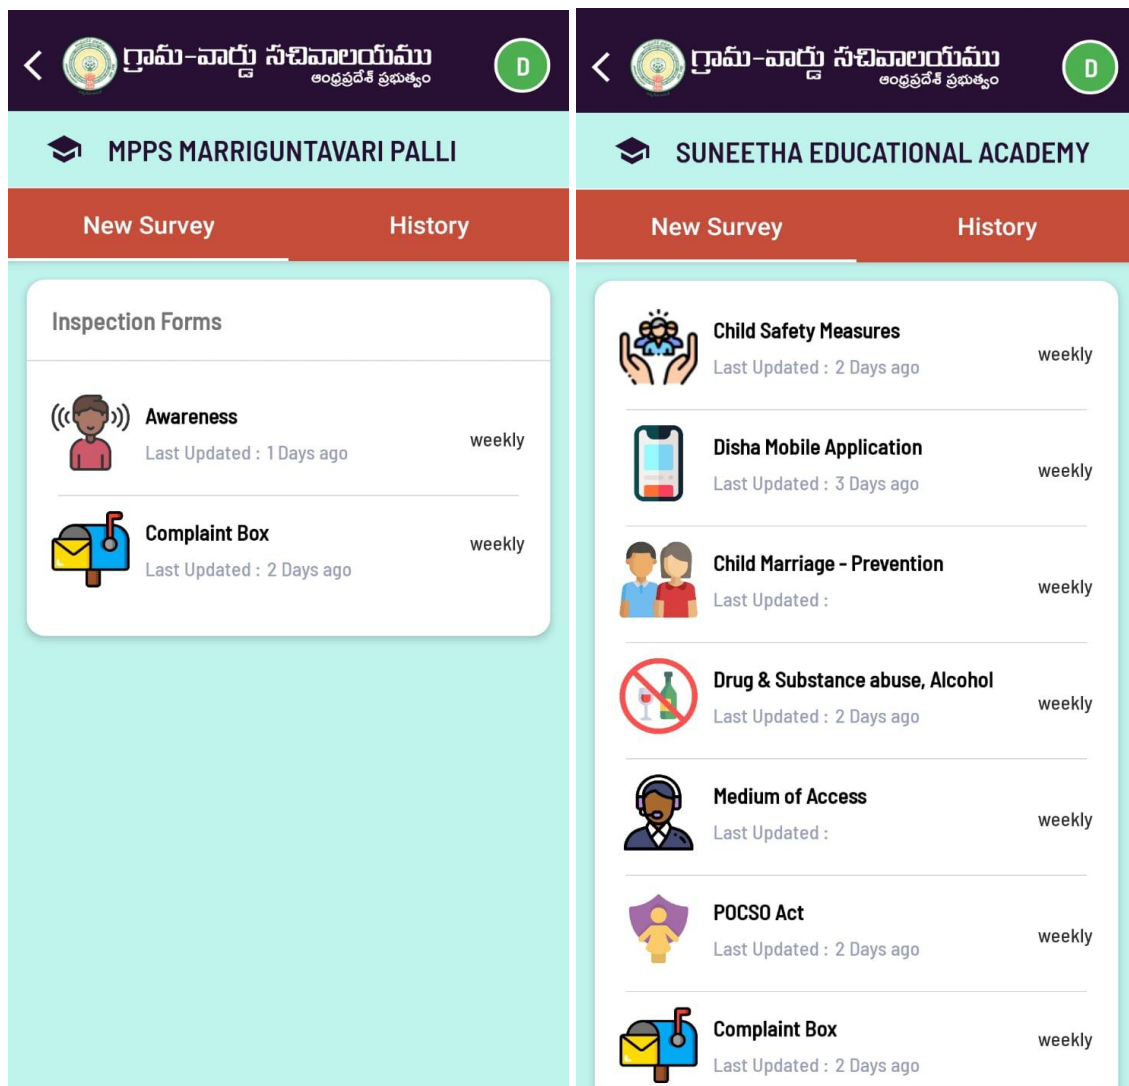 గ్రామ-వార్డు సచివాలయము
ఆంధ్రప్రదేశ్ ప్రభుత్వం
D
MPPS MARRIGUNTAVARI PALLI
New Survey
History
Inspection Forms
Awareness
Last Updated : 1 Days ago
weekly
Complaint Box
Last Updated : 2 Days ago
weekly
గ్రామ-వార్డు సచివాలయము
ఆంధ్రప్రదేశ్ ప్రభుత్వం
D
SUNEETHA EDUCATIONAL ACADEMY
New Survey
History
Child Safety Measures
Last Updated : 2 Days ago
weekly
Disha Mobile Application
Last Updated : 3 Days ago
weekly
Child Marriage - Prevention
Last Updated :
weekly
Drug & Substance abuse, Alcohol
Last Updated : 2 Days ago
weekly
Medium of Access
Last Updated :
weekly
POCSO Act
Last Updated : 2 Days ago
weekly
Complaint Box
Last Updated : 2 Days ago
weekly